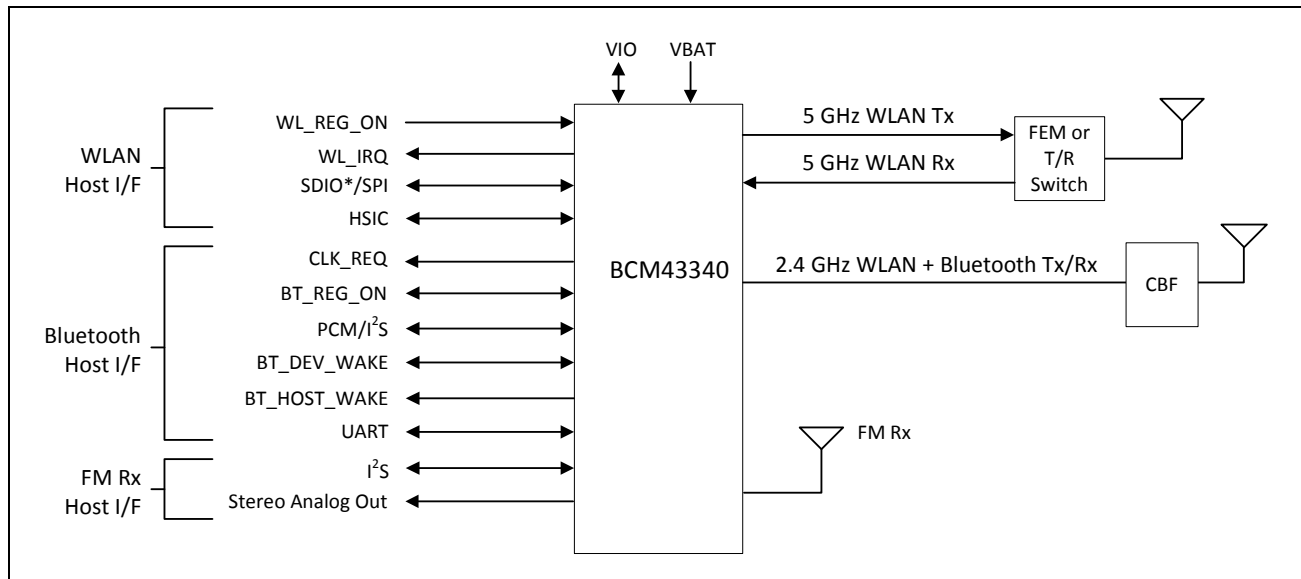 VIO
VBAT
WLAN
Host I/F
WL_REG_ON
WL_IRQ
SDIO*/SPI
HSIC
Bluetooth
Host I/F
CLK_REQ
BT_REG_ON
PCM/I²S
BT_DEV_WAKE
BT_HOST_WAKE
UART
FM Rx
Host I/F
I²S
Stereo Analog Out
BCM43340
5 GHz WLAN Tx
5 GHz WLAN Rx
FEM or
T/R
Switch
2.4 GHz WLAN + Bluetooth Tx/Rx
CBF
FM Rx